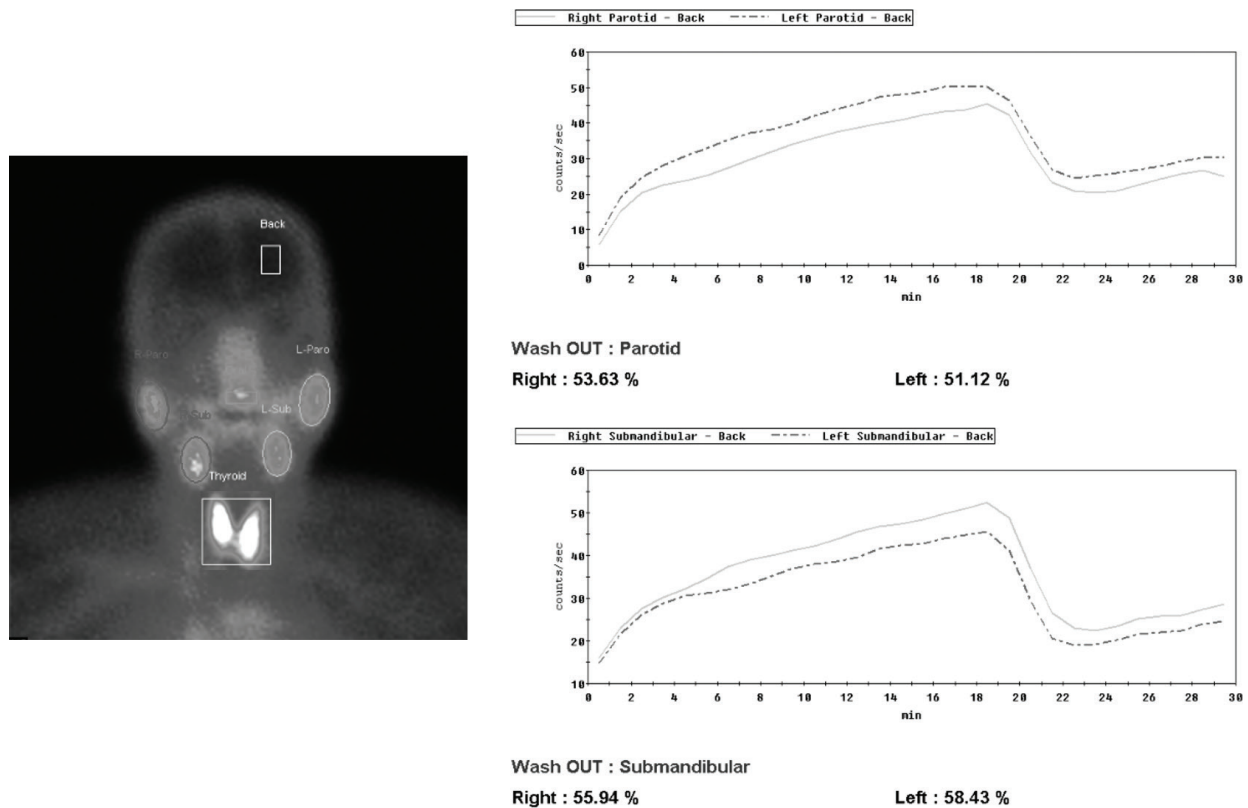 Back
R-Paro
L-Paro
Sub
L-Sub
Thyroid
Right Parotid - Back Left Parotid - Back
60
50
40
30
20
10
0
counts/sec
0 2 4 6 8 10 12 14 16 18 20 22 24 26 28 30
min
Wash OUT : Parotid
Right : 53.63 % Left : 51.12 %
Right Submandibular - Back Left Submandibular - Back
60
50
40
30
20
10
counts/sec
0 2 4 6 8 10 12 14 16 18 20 22 24 26 28 30
min
Wash OUT : Submandibular
Right : 55.94 % Left : 58.43 %